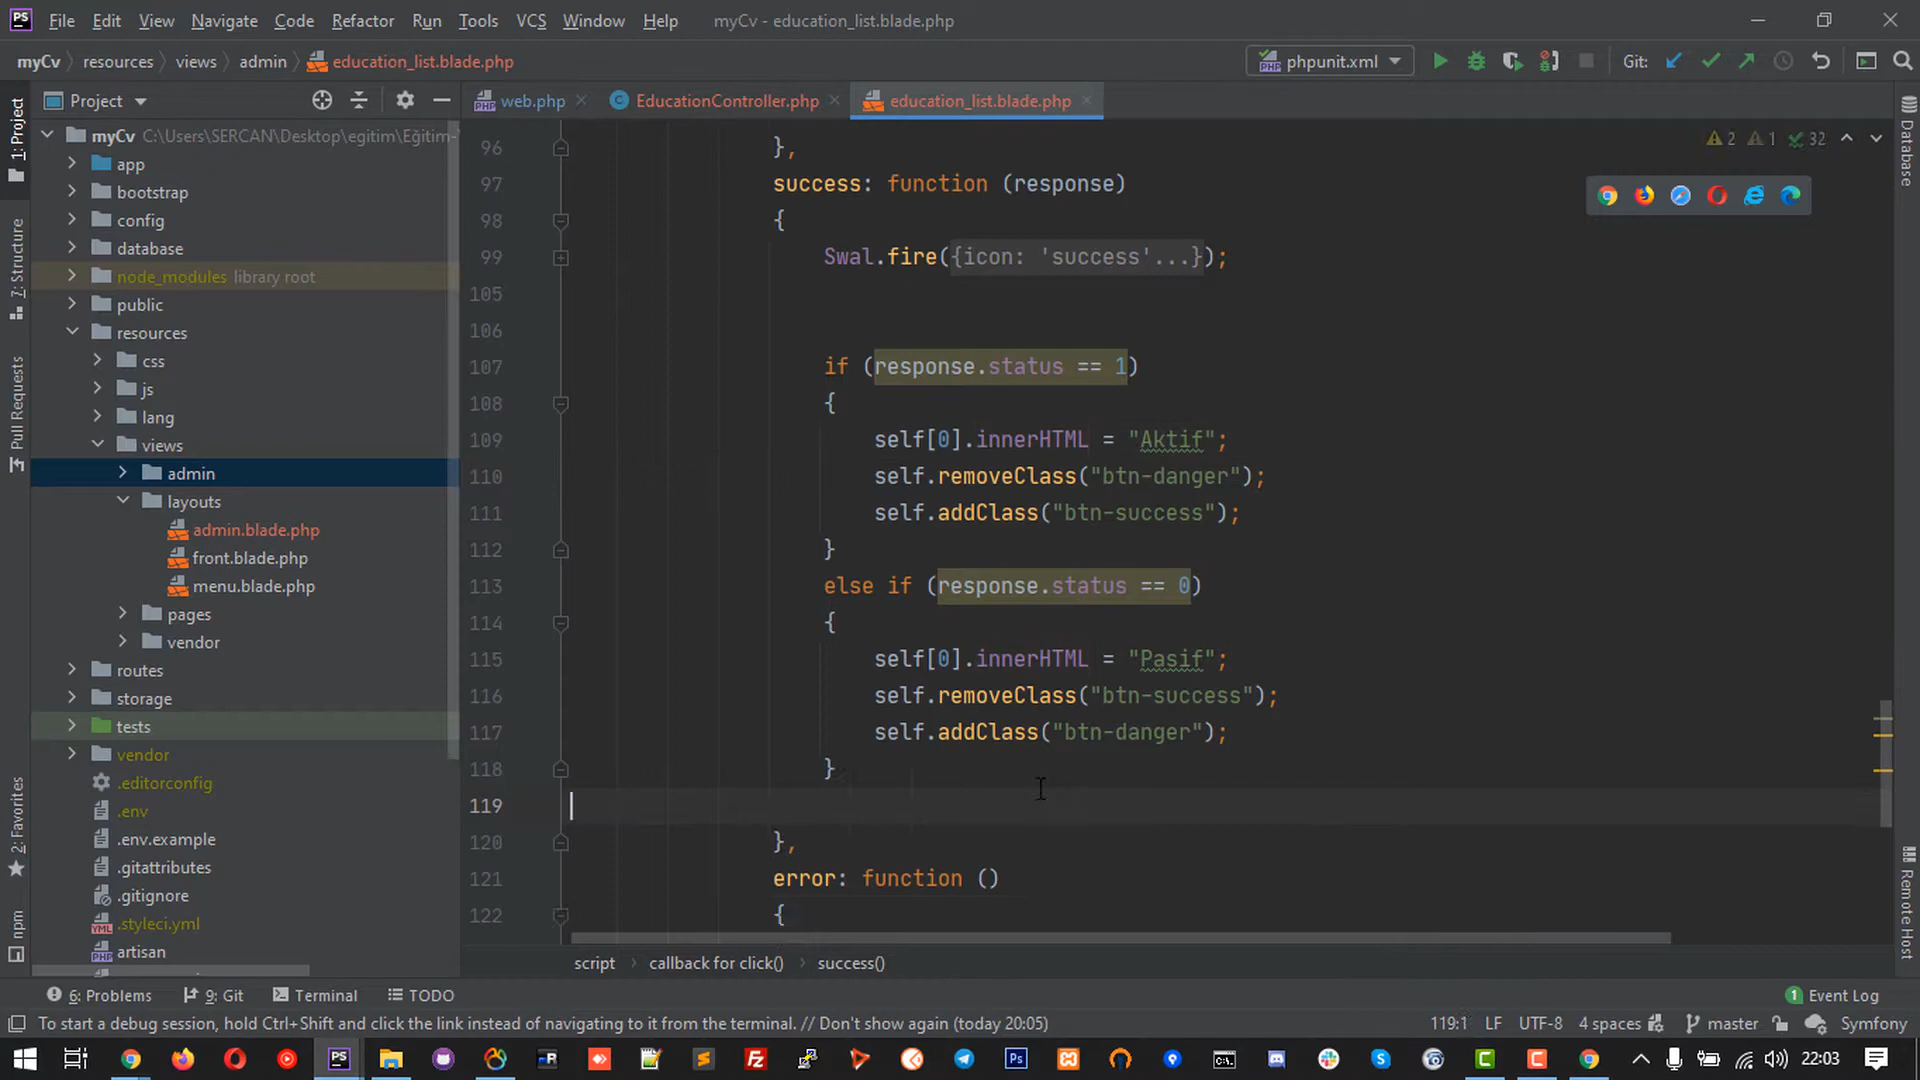 PS File Edit View Navigate Code Refactor Run Tools VCS Window Help myCv - education_list.blade.php
myCv resources views admin education_list.blade.php phpunit.xml Git:
Project web.php EducationController.php education_list.blade.php
1: Project
7: Structure
Pull Requests
2: Favorites
npm
myCv C:\Users\SERCAN\Desktop\egitim\Eğitim-
app
bootstrap
config
database
node_modules library root
public
resources
css
js
lang
views
admin
layouts
admin.blade.php
front.blade.php
menu.blade.php
pages
vendor
routes
storage
tests
vendor
.editorconfig
.env
.env.example
.gitattributes
.gitignore
.styleci.yml
artisan
2 1 32
96 },
97 success: function (response)
98 {
99 Swal.fire({icon: 'success'...});
105
106
107 if (response.status == 1)
108 {
109 self[0].innerHTML = "Aktif";
110 self.removeClass("btn-danger");
111 self.addClass("btn-success");
112 }
113 else if (response.status == 0)
114 {
115 self[0].innerHTML = "Pasif";
116 self.removeClass("btn-success");
117 self.addClass("btn-danger");
118 }
119
120 },
121 error: function ()
122 {
Database
Remote Host
script callback for click() success()
6: Problems 9: Git Terminal TODO 1 Event Log
To start a debug session, hold Ctrl+Shift and click the link instead of navigating to it from the terminal. // Don't show again (today 20:05) 119:1 LF UTF-8 4 spaces master Symfony
22:03